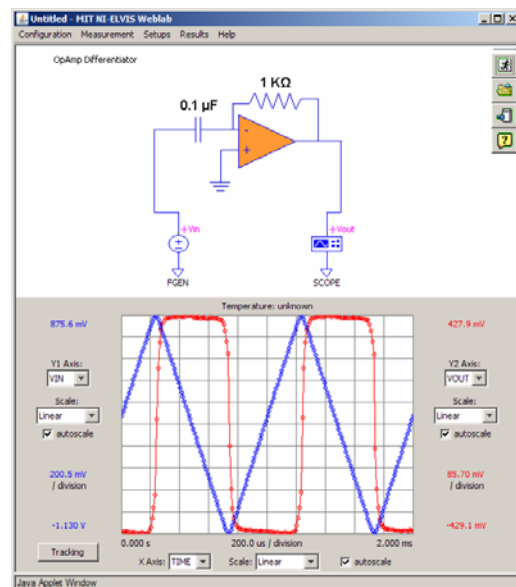 Untitled - MIT NI-ELVIS Weblab
Configuration Measurement Setups Results Help
OpAmp Differentiator
1 KΩ
0.1 µF
-
+
+Vin
+Vout
FGEN
SCOPE
Temperature: unknown
875.6 mV
427.9 mV
Y1 Axis:
VIN
Scale:
Linear
autoscale
200.5 mV
/ division
-1.130 V
Tracking
Y2 Axis:
VOUT
Scale:
Linear
autoscale
85.70 mV
/ division
-429.1 mV
0.000 s
200.0 us / division
2.000 ms
X Axis: TIME Scale: Linear autoscale
Java Applet Window